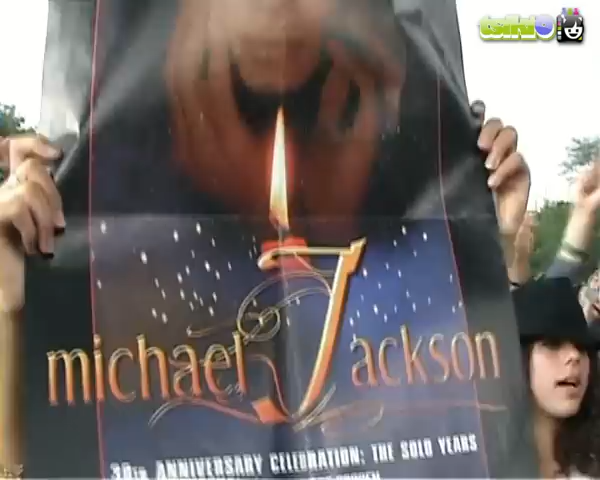 michael Jackson
30th ANNIVERSARY CELEBRATION: THE SOLO YEARS